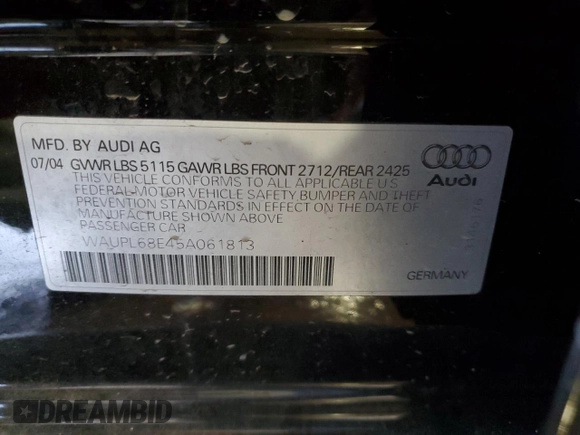 MFD. BY AUDI AG
07/04 GVWR LBS 5115 GAWR LBS FRONT 2712/REAR 2425
THIS VEHICLE CONFORMS TO ALL APPLICABLE U.S
FEDERAL-MOTOR VEHICLE SAFETY BUMPER AND THEFT
PREVENTION STANDARDS IN EFFECT ON THE DATE OF
MANUFACTURE SHOWN ABOVE
PASSENGER CAR
WAUPL68E45A061813
Audi
GERMANY
DREAMBID